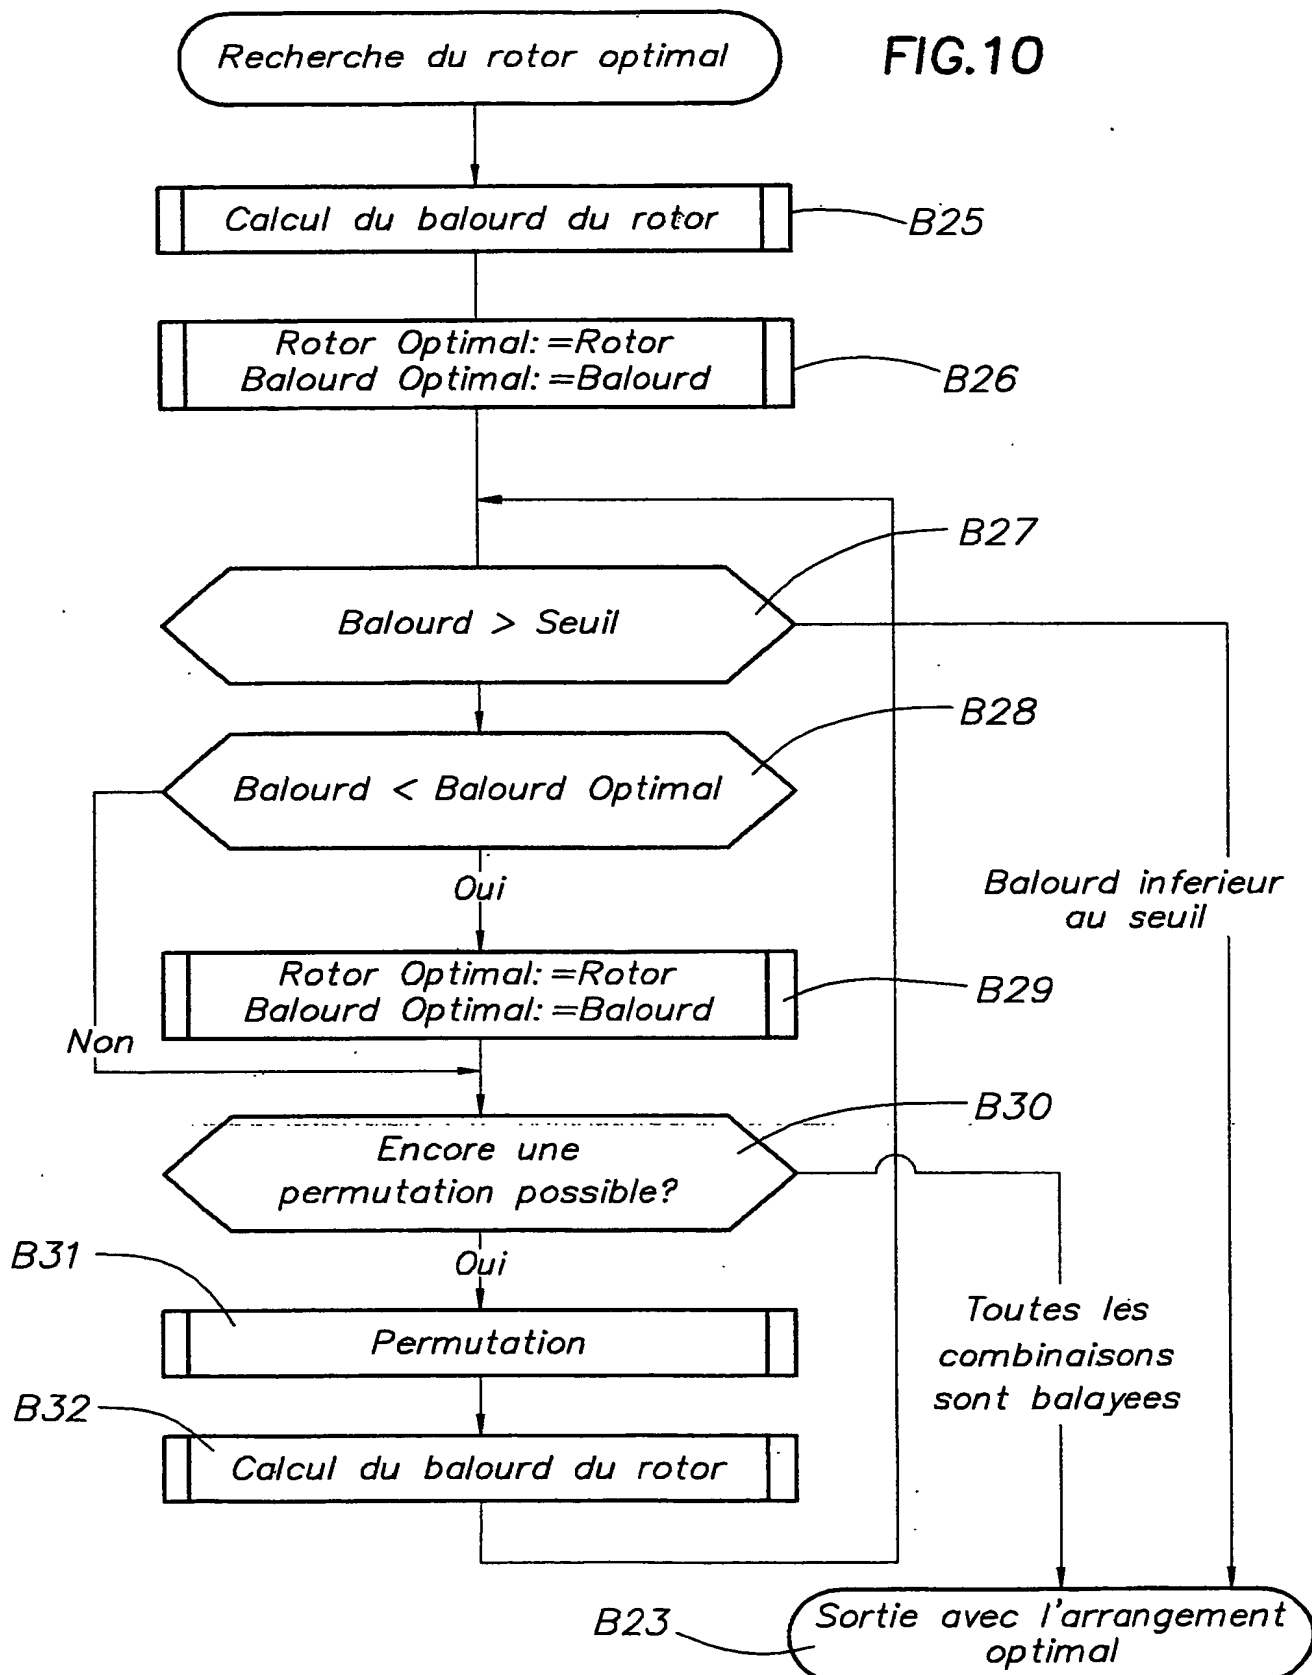 Recherche du rotor optimal
FIG.10
Calcul du balourd du rotor
B25
Rotor Optimal:=Rotor
Balourd Optimal:=Balourd
B26
B27
Balourd > Seuil
B28
Balourd < Balourd Optimal
Oui
Balourd inferieur
au seuil
Rotor Optimal:=Rotor
Balourd Optimal:=Balourd
B29
Non
B30
Encore une
permutation possible?
B31
Oui
Permutation
Toutes les
combinaisons
sont balayees
B32
Calcul du balourd du rotor
B23
Sortie avec l'arrangement
optimal